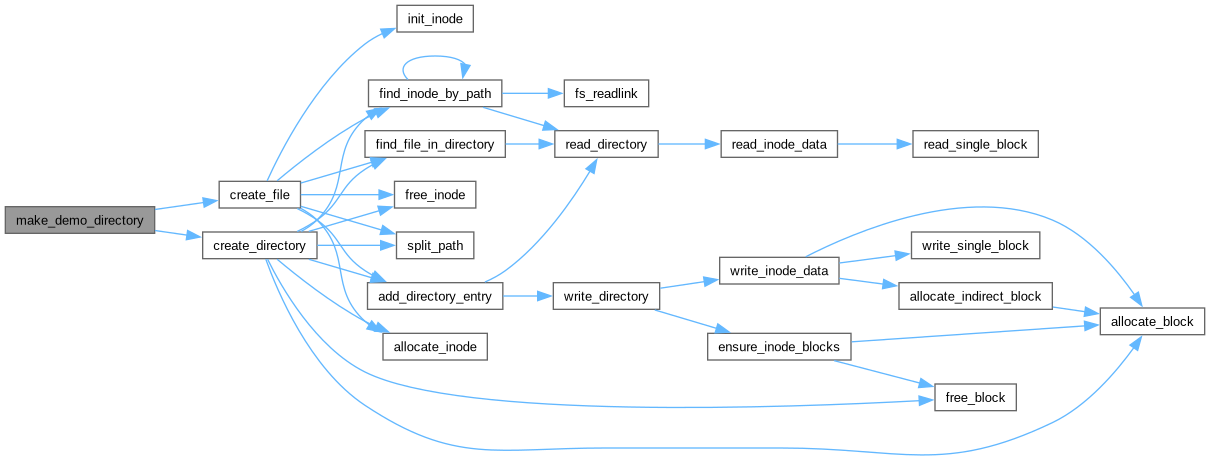 make_demo_directory
create_file
create_directory
init_inode
find_inode_by_path
find_file_in_directory
free_inode
split_path
add_directory_entry
allocate_inode
fs_readlink
read_directory
write_directory
read_inode_data
write_inode_data
ensure_inode_blocks
read_single_block
write_single_block
allocate_indirect_block
free_block
allocate_block